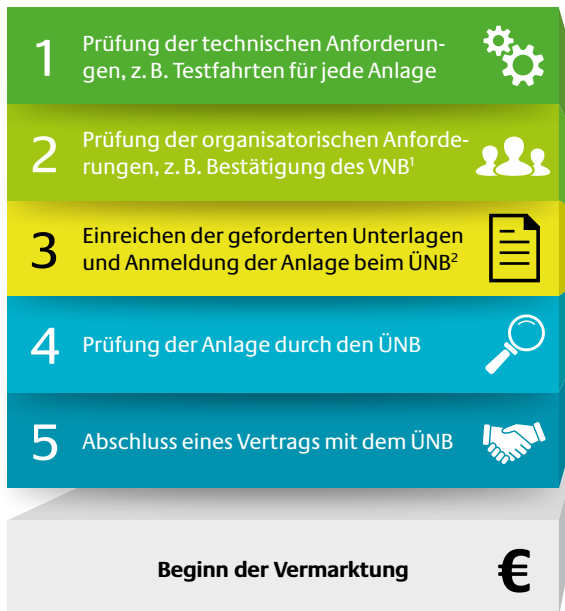 1
Prüfung der technischen Anforderun-
gen, z. B. Testfahrten für jede Anlage
2
Prüfung der organisatorischen Anforde-
rungen, z. B. Bestätigung des VNB¹
3
Einreichen der geforderten Unterlagen
und Anmeldung der Anlage beim ÜNB²
4
Prüfung der Anlage durch den ÜNB
5
Abschluss eines Vertrags mit dem ÜNB
Beginn der Vermarktung
€